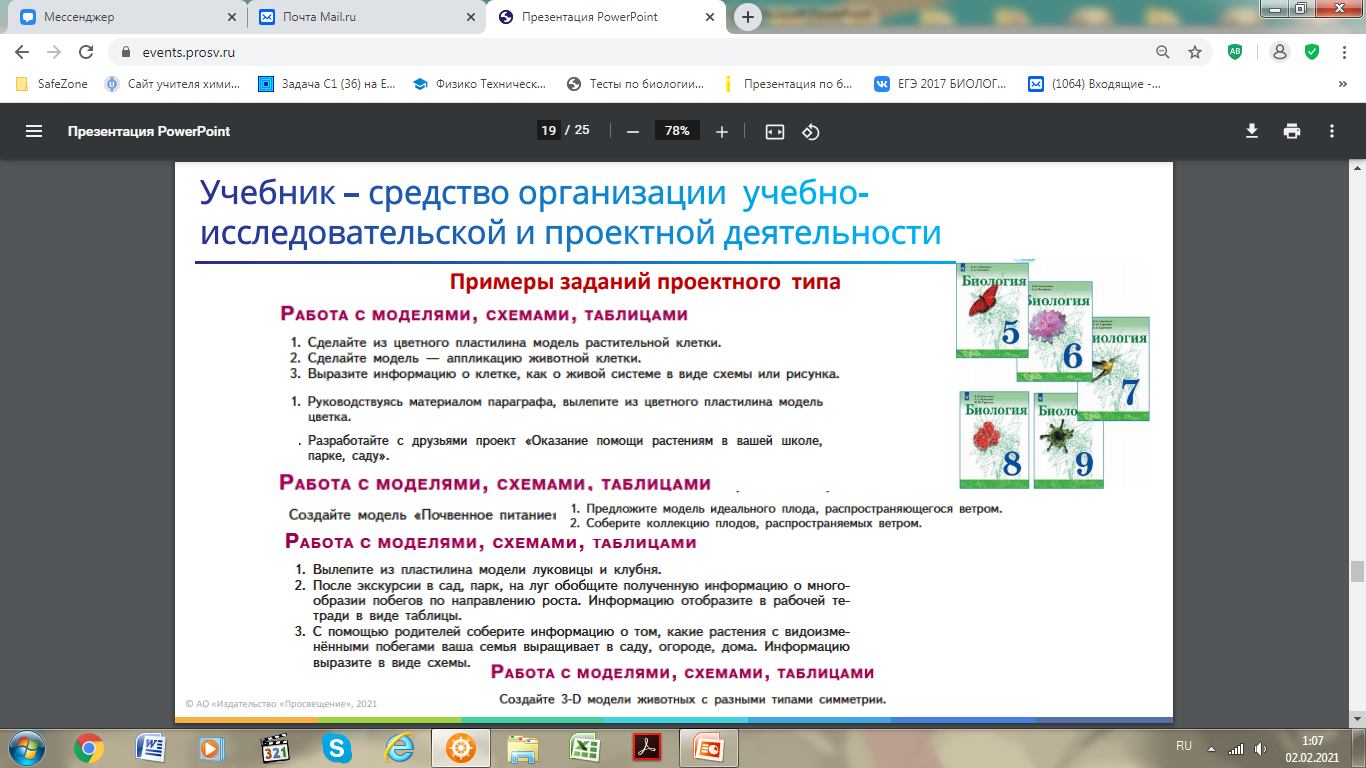 Мессенджер
Почта Mail.ru
Презентация PowerPoint
events.prosv.ru
SafeZone
Сайт учителя хими...
Задача С1 (36) на Е...
Физико Техническ...
Тесты по биологии...
Презентация по б...
ЕГЭ 2017 БИОЛОГ...
(1064) Входящие -...
Презентация PowerPoint
19 / 25
78%
Учебник – средство организации учебно-
исследовательской и проектной деятельности
Примеры заданий проектного типа
РАБОТА С МОДЕЛЯМИ, СХЕМАМИ, ТАБЛИЦАМИ
1. Сделайте из цветного пластилина модель растительной клетки.
2. Сделайте модель — аппликацию животной клетки.
3. Выразите информацию о клетке, как о живой системе в виде схемы или рисунка.
1. Руководствуясь материалом параграфа, вылепите из цветного пластилина модель
цветка.
. Разработайте с друзьями проект «Оказание помощи растениям в вашей школе,
парке, саду».
РАБОТА С МОДЕЛЯМИ, СХЕМАМИ, ТАБЛИЦАМИ
Создайте модель «Почвенное питание»
1. Предложите модель идеального плода, распространяющегося ветром.
2. Соберите коллекцию плодов, распространяемых ветром.
РАБОТА С МОДЕЛЯМИ, СХЕМАМИ, ТАБЛИЦАМИ
1. Вылепите из пластилина модели луковицы и клубня.
2. После экскурсии в сад, парк, на луг обобщите полученную информацию о много-
образии побегов по направлению роста. Информацию отобразите в рабочей те-
тради в виде таблицы.
3. С помощью родителей соберите информацию о том, какие растения с видоизме-
нёнными побегами ваша семья выращивает в саду, огороде, дома. Информацию
выразите в виде схемы.
РАБОТА С МОДЕЛЯМИ, СХЕМАМИ, ТАБЛИЦАМИ
Создайте 3-D модели животных с разными типами симметрии.
Биология
5
Биология
6
иология
7
Биология
8
Биоло
9
© АО «Издательство «Просвещение», 2021
RU
1:07
02.02.2021